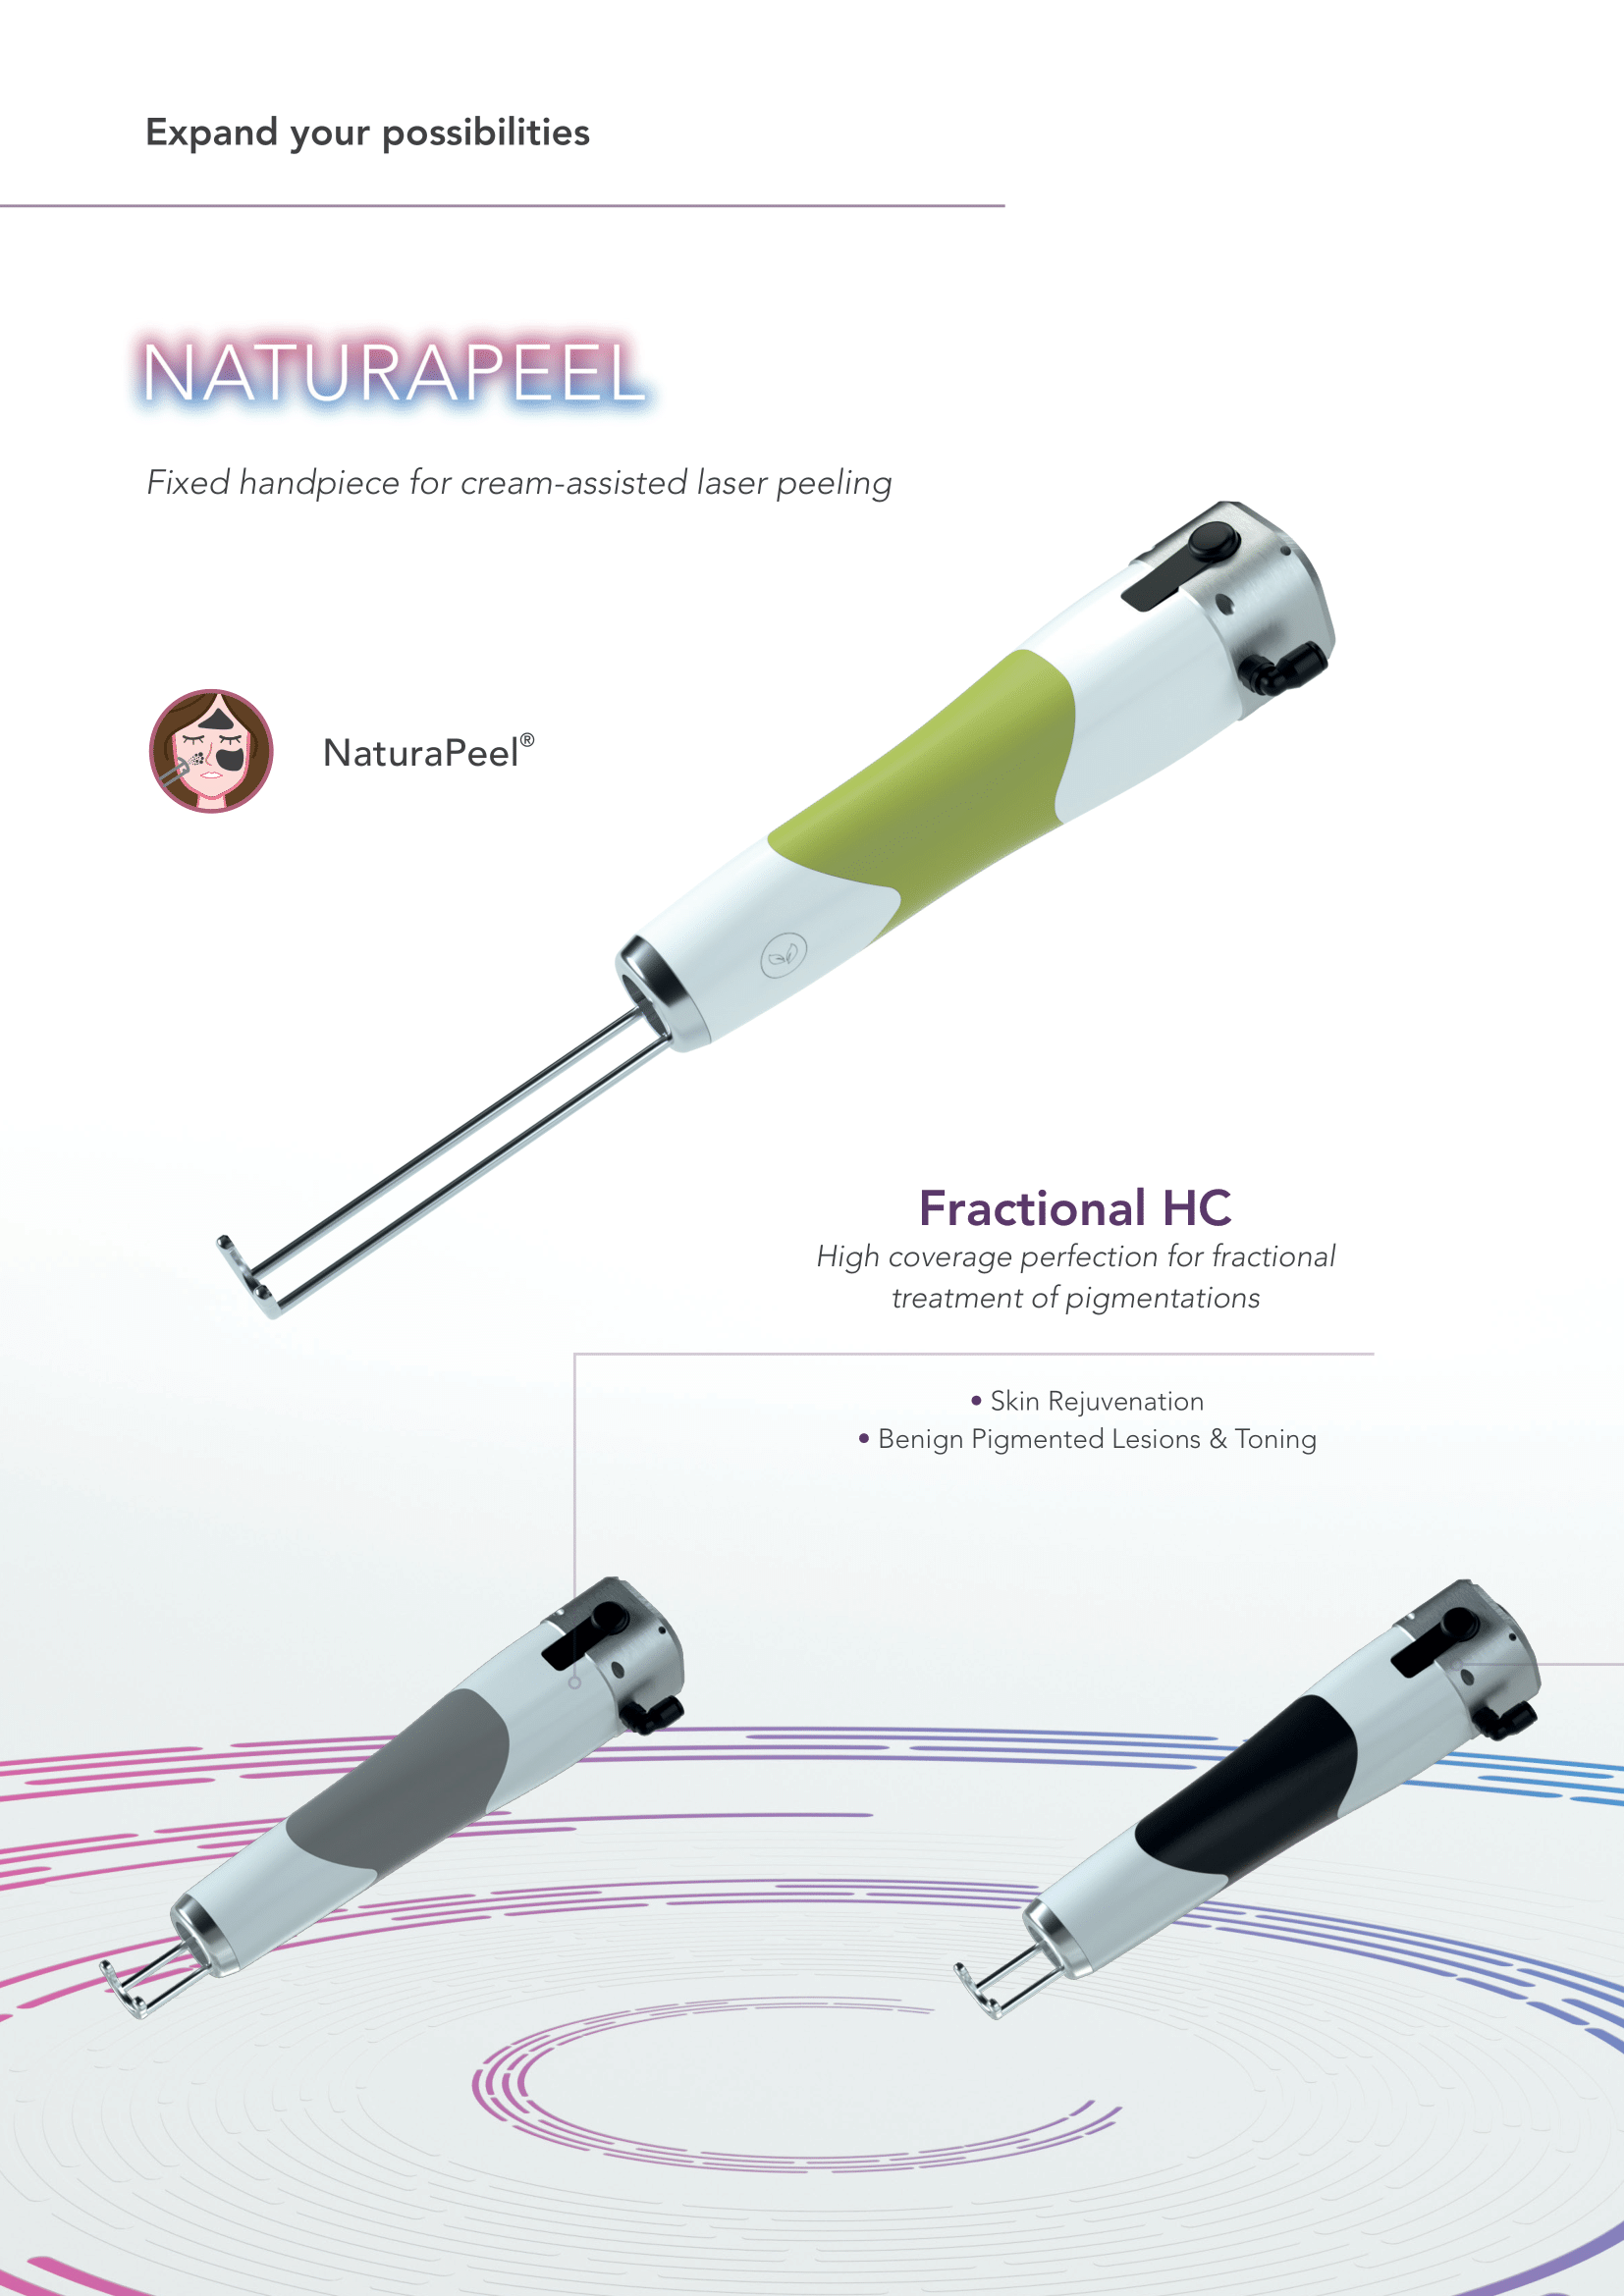 Expand your possibilities
NATURAPEEL
Fixed handpiece for cream-assisted laser peeling
NaturaPeel®
Fractional HC
High coverage perfection for fractional
treatment of pigmentations
• Skin Rejuvenation
• Benign Pigmented Lesions & Toning